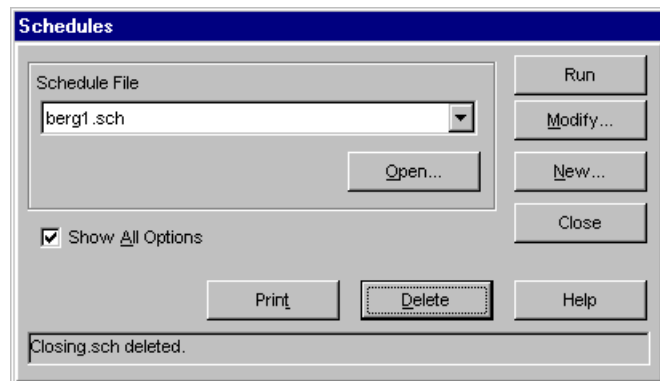 Schedules
Schedule File
berg1.sch
Open...
Show All Options
Run
Modify...
New...
Close
Print
Delete
Help
Closing.sch deleted.